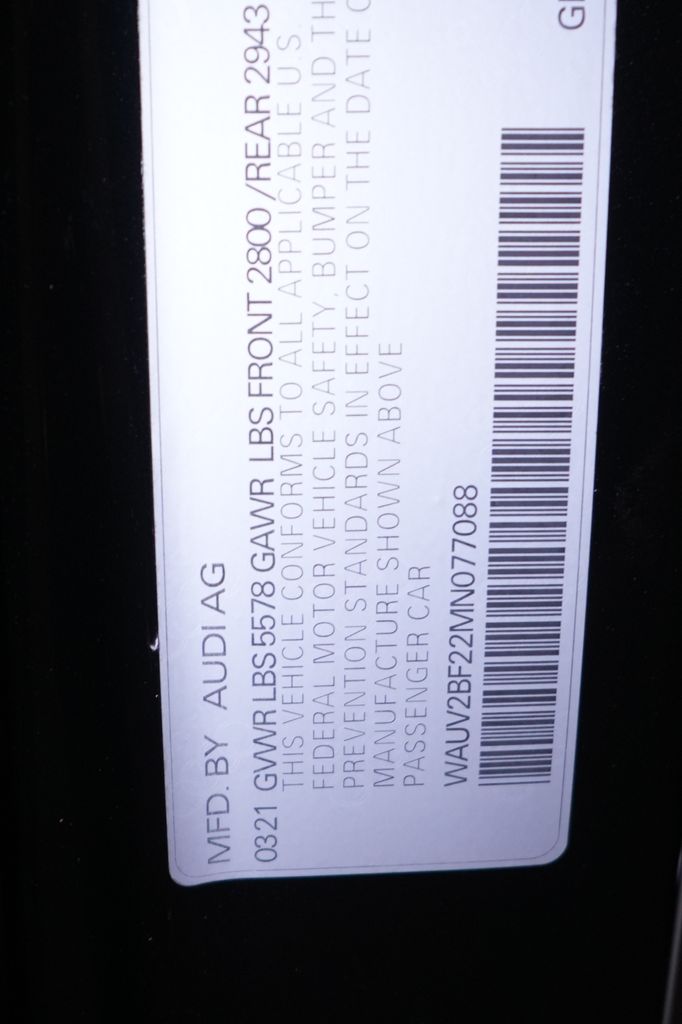 MFD. BY AUDI AG
0321 GVWR LBS 5578 GAWR LBS FRONT 2800 /REAR 2943
THIS VEHICLE CONFORMS TO ALL APPLICABLE U.S.
FEDERAL MOTOR VEHICLE SAFETY, BUMPER AND TH
PREVENTION STANDARDS IN EFFECT ON THE DATE O
MANUFACTURE SHOWN ABOVE
PASSENGER CAR
WAUV2BF22MN077088